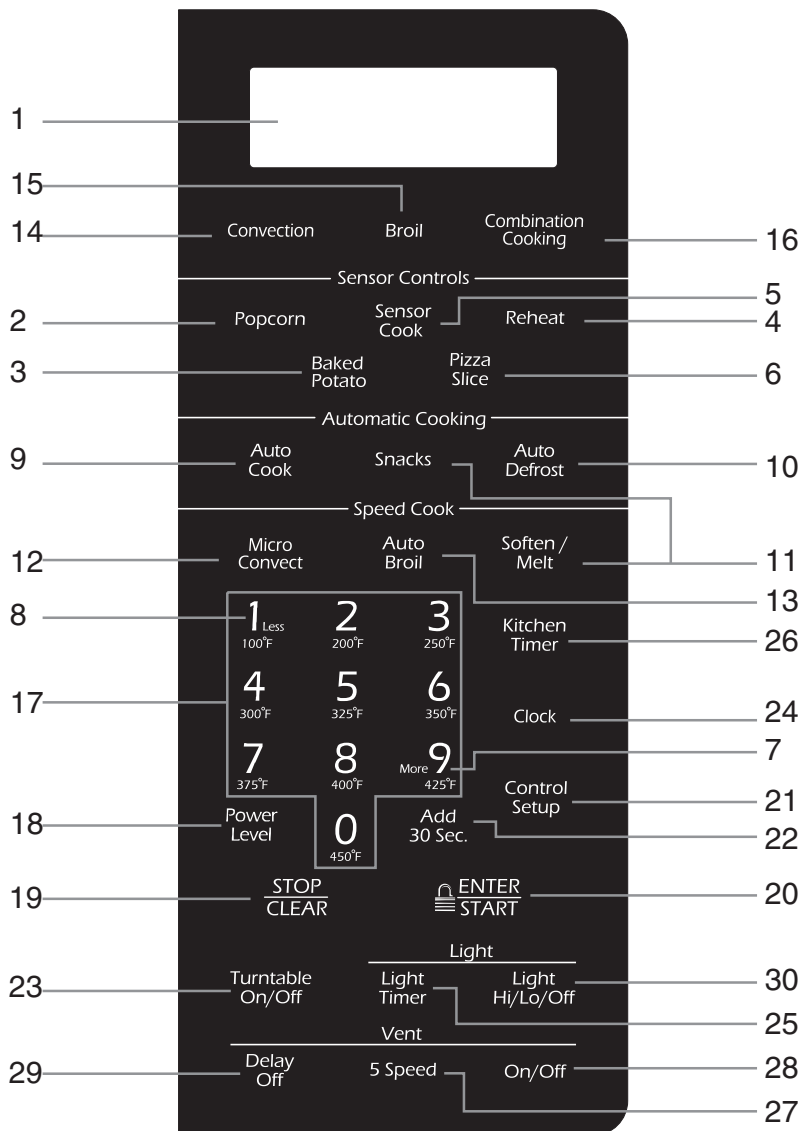 1
15
14 Convection Broil Combination
Cooking 16
Sensor Controls
2 Popcorn Sensor
Cook 5 Reheat 4
3 Baked
Potato Pizza
Slice 6
Automatic Cooking
9 Auto
Cook Snacks Auto
Defrost 10
Speed Cook
12 Micro
Convect Auto
Broil Soften /
Melt 11
13
8 1 Less 2 3
100°F 200°F 250°F
Kitchen
Timer 26
17 4 5 6
300°F 325°F 350°F
Clock 24
7 8 More 9 7
375°F 400°F 425°F
Control
Setup 21
18 Power
Level 0 Add
30 Sec. 22
450°F
19 STOP
CLEAR ENTER
START 20
Light
23 Turntable
On/Off Light
Timer Light
Hi/Lo/Off 30
25
Vent
29 Delay
Off 5 Speed On/Off 28
27